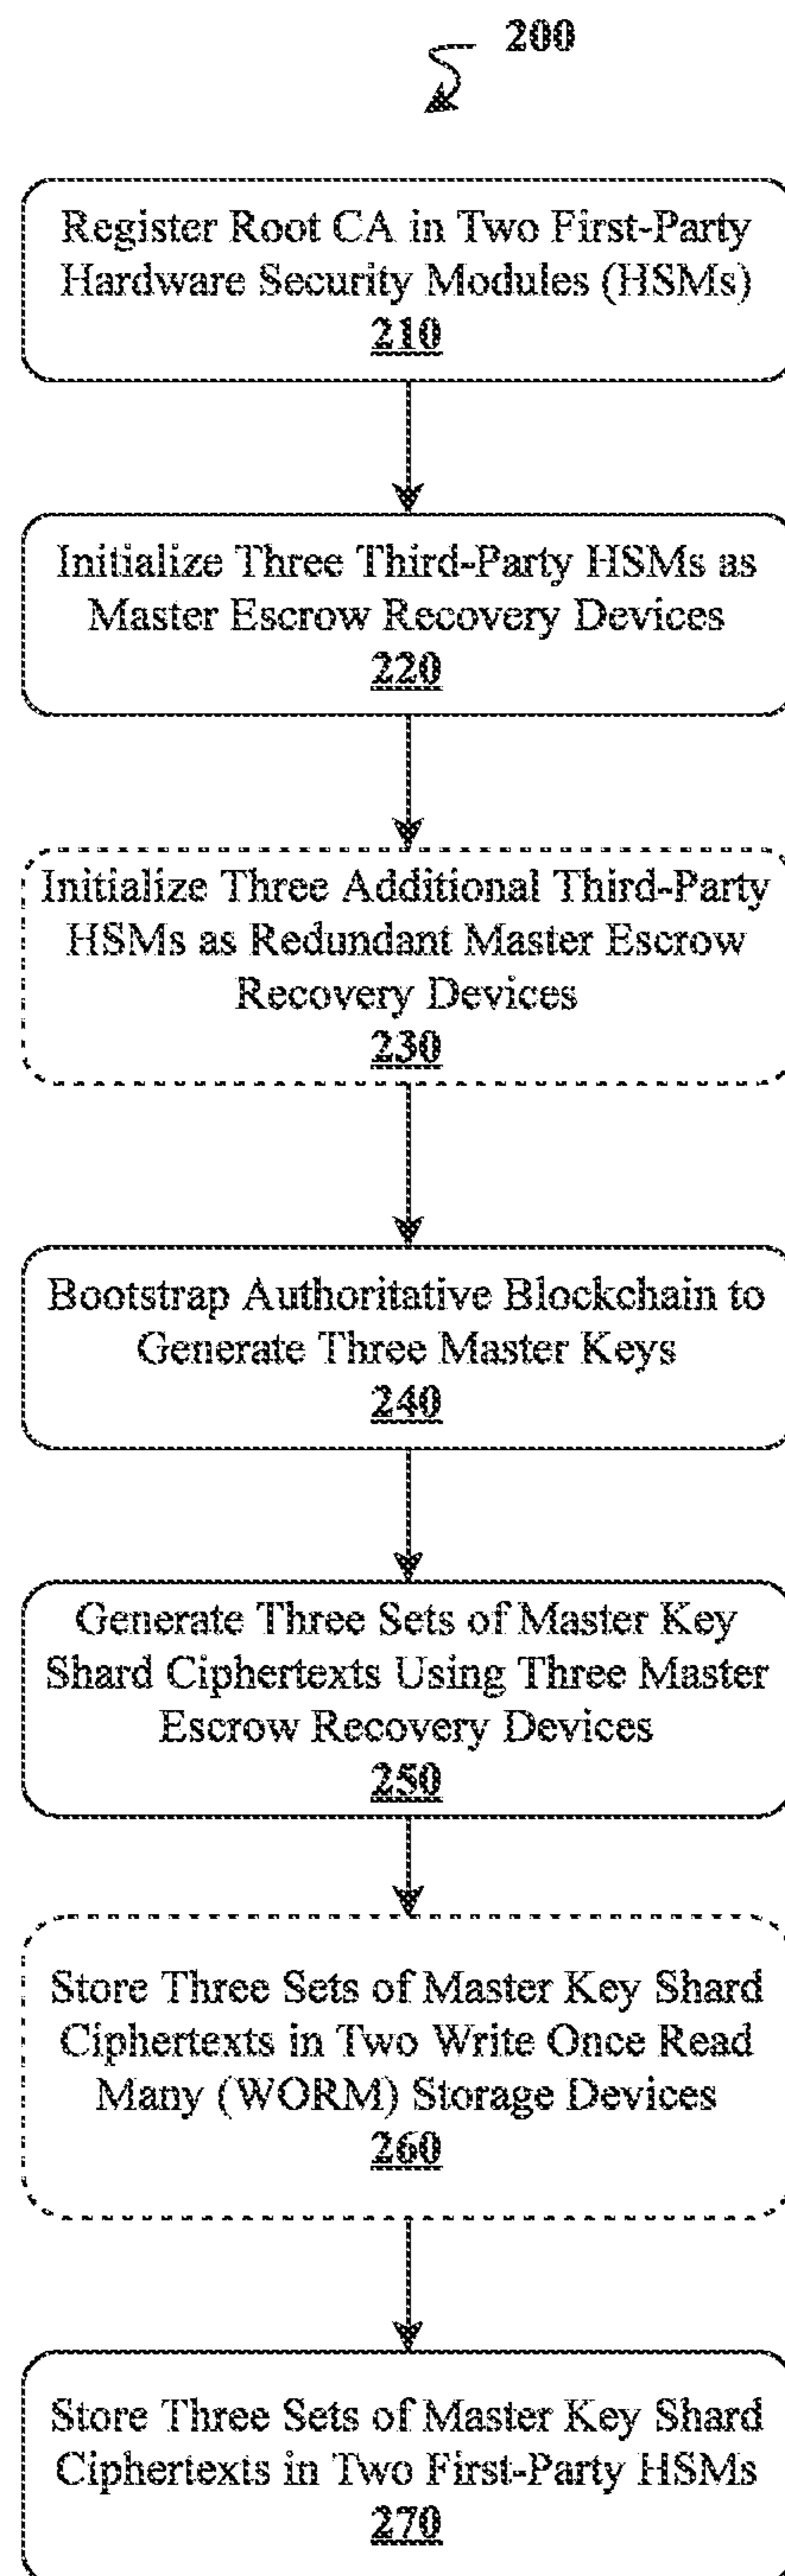 200
Register Root CA in Two First-Party
Hardware Security Modules (HSMs)
210
Initialize Three Third-Party HSMs as
Master Escrow Recovery Devices
220
Initialize Three Additional Third-Party
HSMs as Redundant Master Escrow
Recovery Devices
230
Bootstrap Authoritative Blockchain to
Generate Three Master Keys
240
Generate Three Sets of Master Key
Shard Ciphertexts Using Three Master
Escrow Recovery Devices
250
Store Three Sets of Master Key Shard
Ciphertexts in Two Write Once Read
Many (WORM) Storage Devices
260
Store Three Sets of Master Key Shard
Ciphertexts in Two First-Party HSMs
270